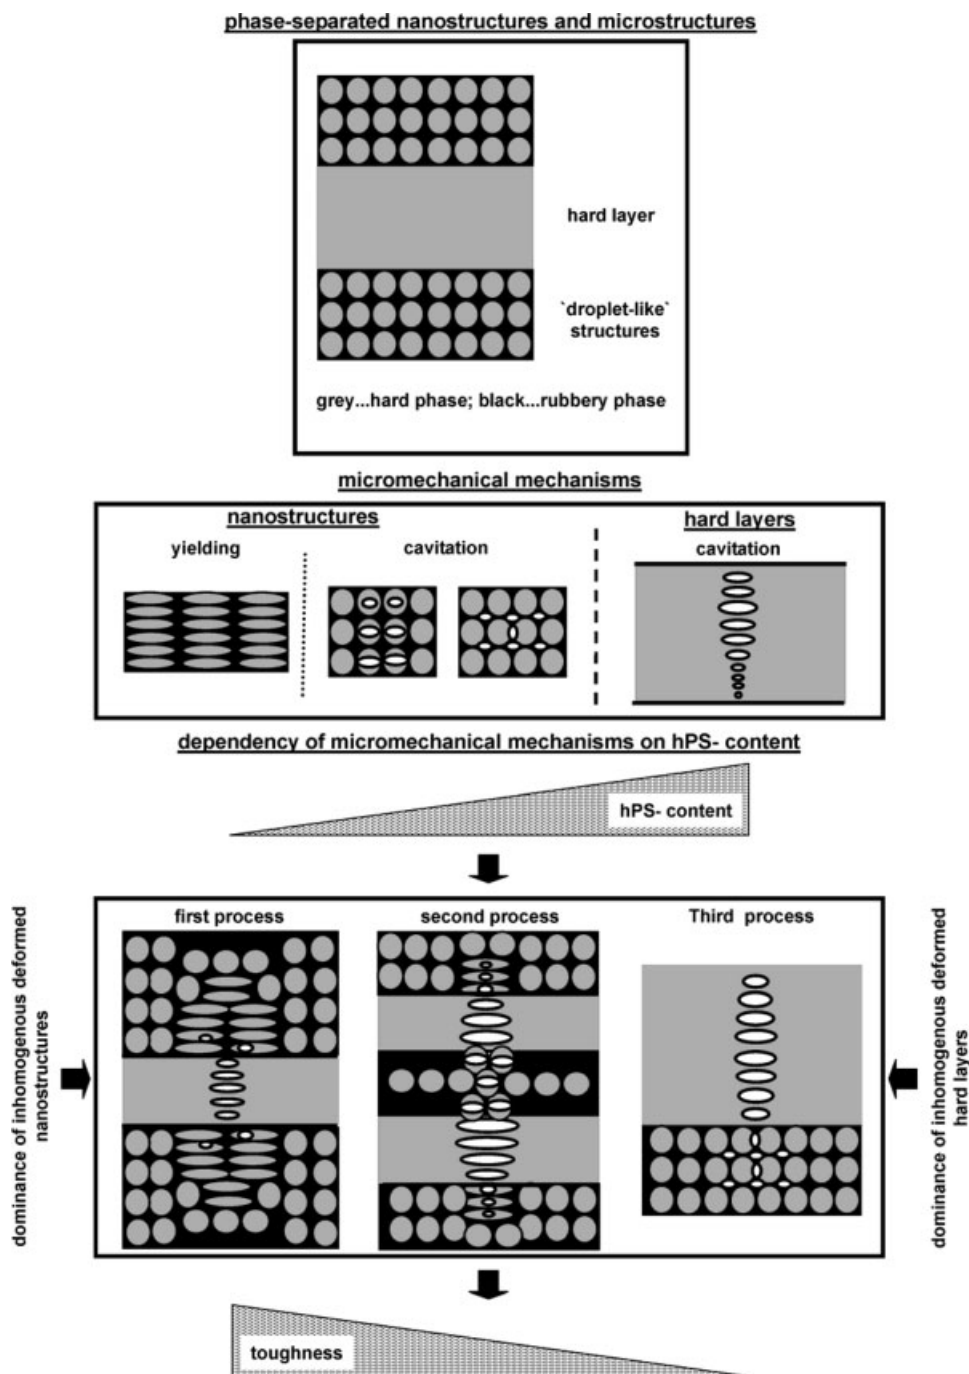 phase-separated nanostructures and microstructures
hard layer
`droplet-like`
structures
grey...hard phase; black...rubbery phase
micromechanical mechanisms
nanostructures
hard layers
yielding
cavitation
cavitation
dependency of micromechanical mechanisms on hPS- content
hPS- content
first process
second process
Third process
dominance of inhomogenous deformed
nanostructures
dominance of inhomogenous deformed
hard layers
toughness